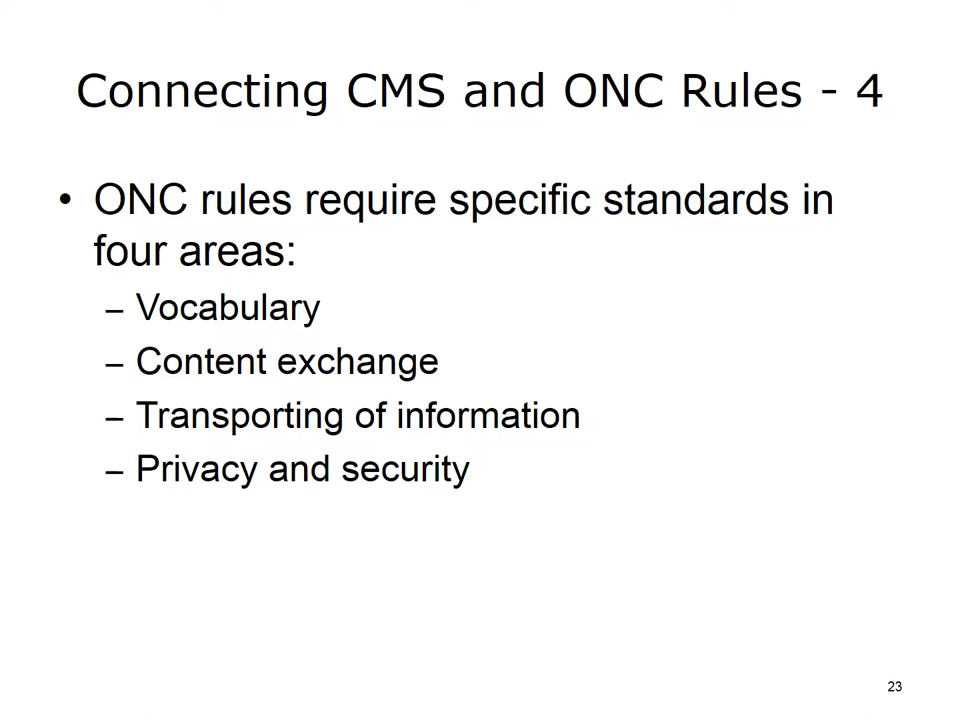 Connecting CMS and ONC Rules - 4
• ONC rules require specific standards in
four areas:
– Vocabulary
– Content exchange
– Transporting of information
– Privacy and security
23